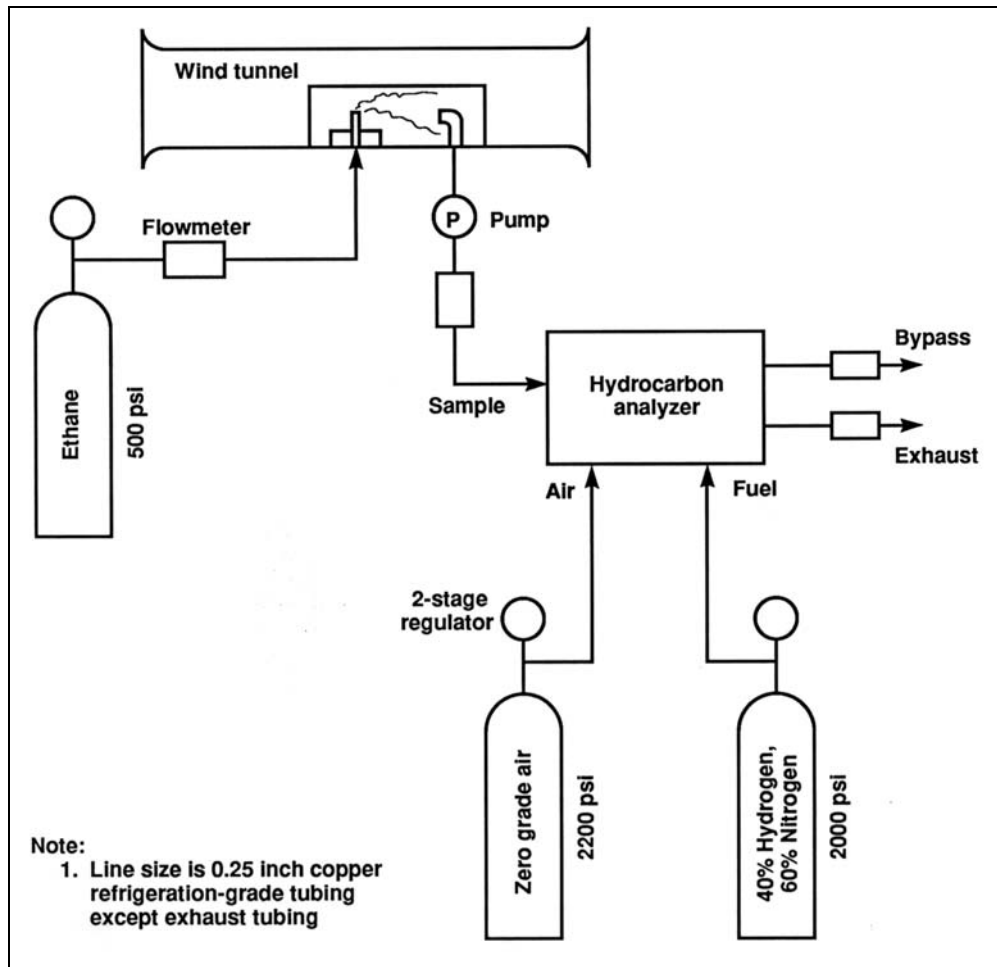 Wind tunnel
Flowmeter
P
Pump
Ethane
500 psi
Sample
Hydrocarbon
analyzer
Bypass
Exhaust
Air
Fuel
2-stage
regulator
Zero grade air
2200 psi
40% Hydrogen,
60% Nitrogen
2000 psi
Note:
1. Line size is 0.25 inch copper
refrigeration-grade tubing
except exhaust tubing